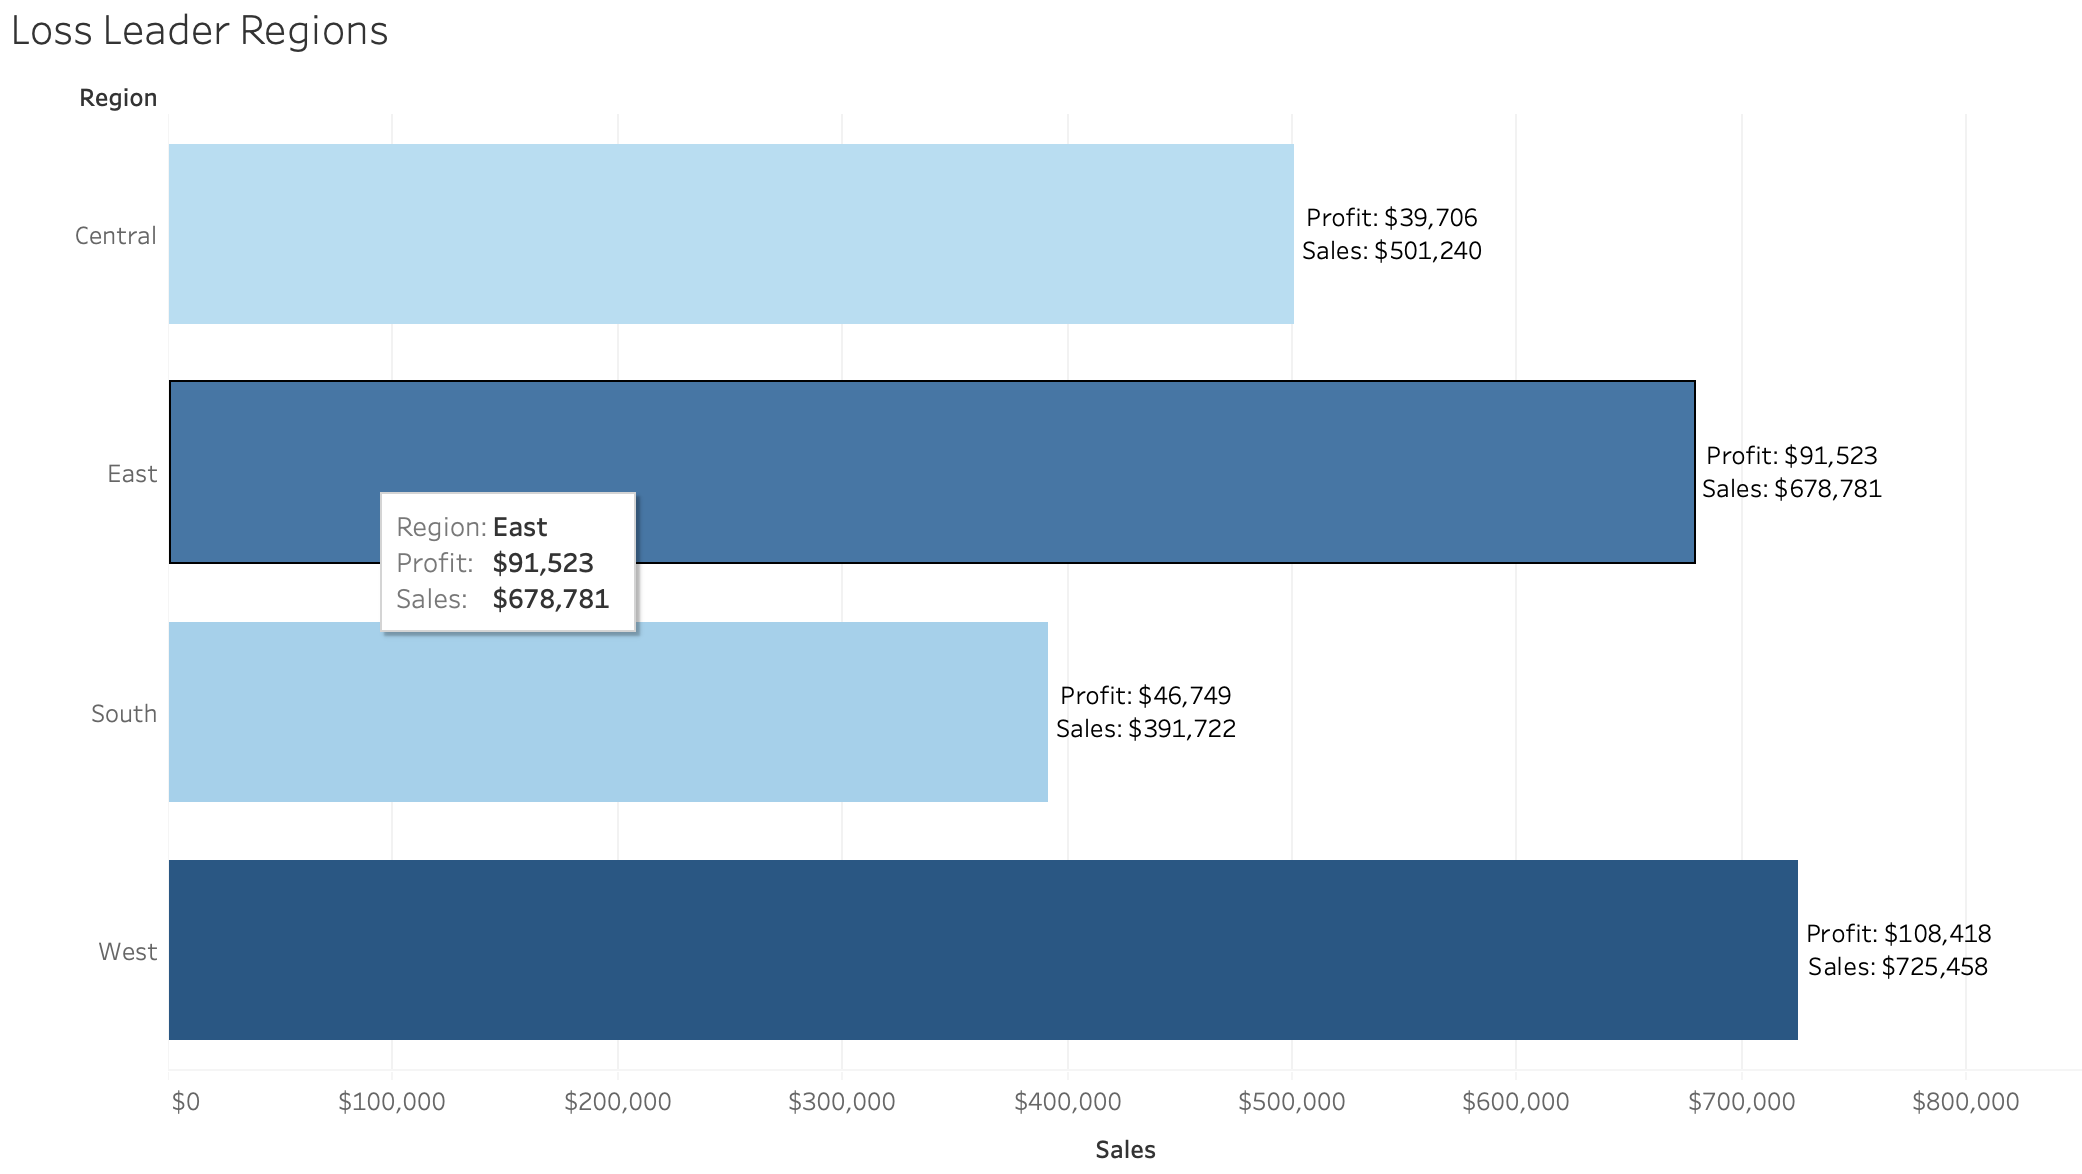 Loss Leader Regions
Region
Central
Profit: $39,706
Sales: $501,240
East
Profit: $91,523
Sales: $678,781
Region: East
Profit: $91,523
Sales: $678,781
South
Profit: $46,749
Sales: $391,722
West
Profit: $108,418
Sales: $725,458
$0 $100,000 $200,000 $300,000 $400,000 $500,000 $600,000 $700,000 $800,000
Sales